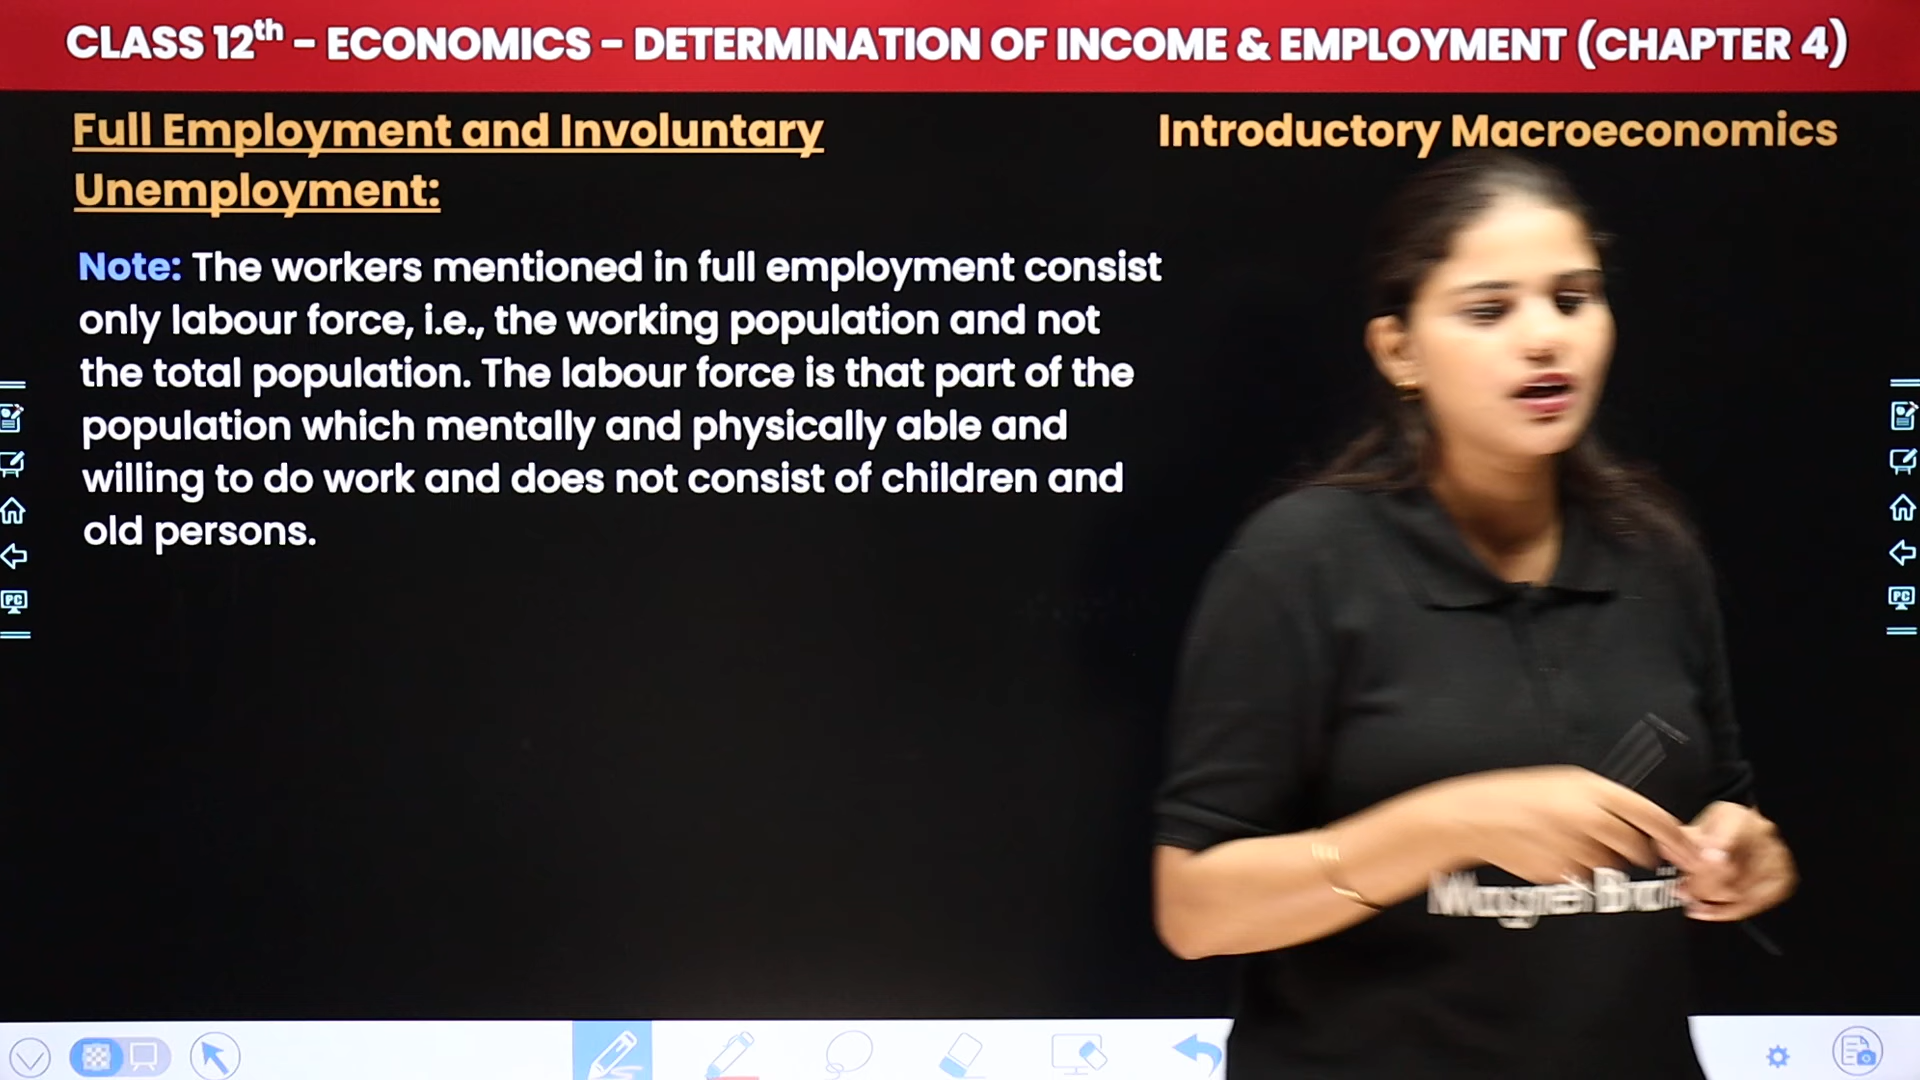 CLASS 12th - ECONOMICS - DETERMINATION OF INCOME & EMPLOYMENT (CHAPTER 4)
Full Employment and Involuntary
Unemployment:
Introductory Macroeconomics
Note: The workers mentioned in full employment consist
only labour force, i.e., the working population and not
the total population. The labour force is that part of the
population which mentally and physically able and
willing to do work and does not consist of children and
old persons.
PC
PC